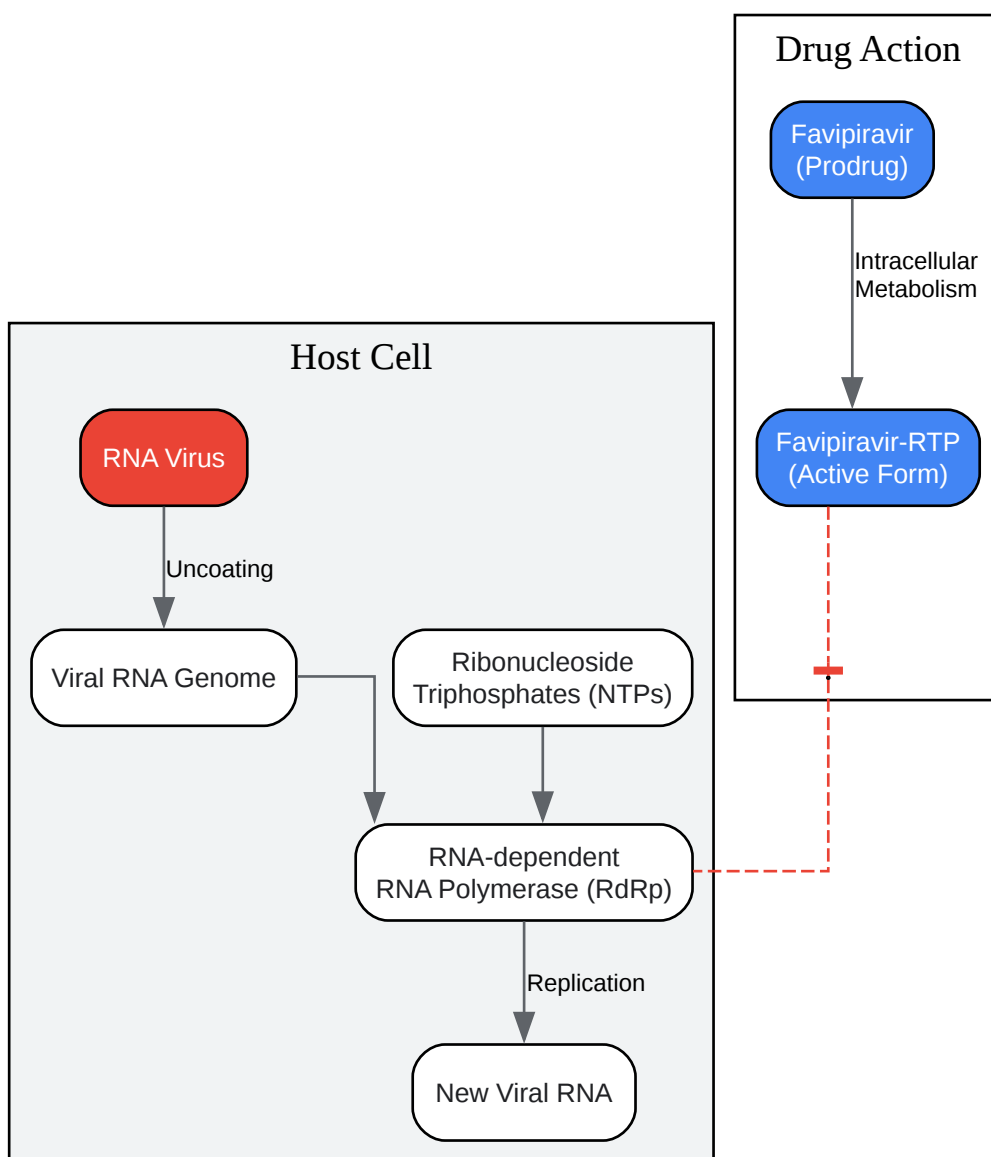 Drug Action
Favipiravir
(Prodrug)
Intracellular
Metabolism
Favipiravir-RTP
(Active Form)
Host Cell
RNA Virus
Uncoating
Viral RNA Genome
Ribonucleoside
Triphosphates (NTPs)
RNA-dependent
RNA Polymerase (RdRp)
Replication
New Viral RNA